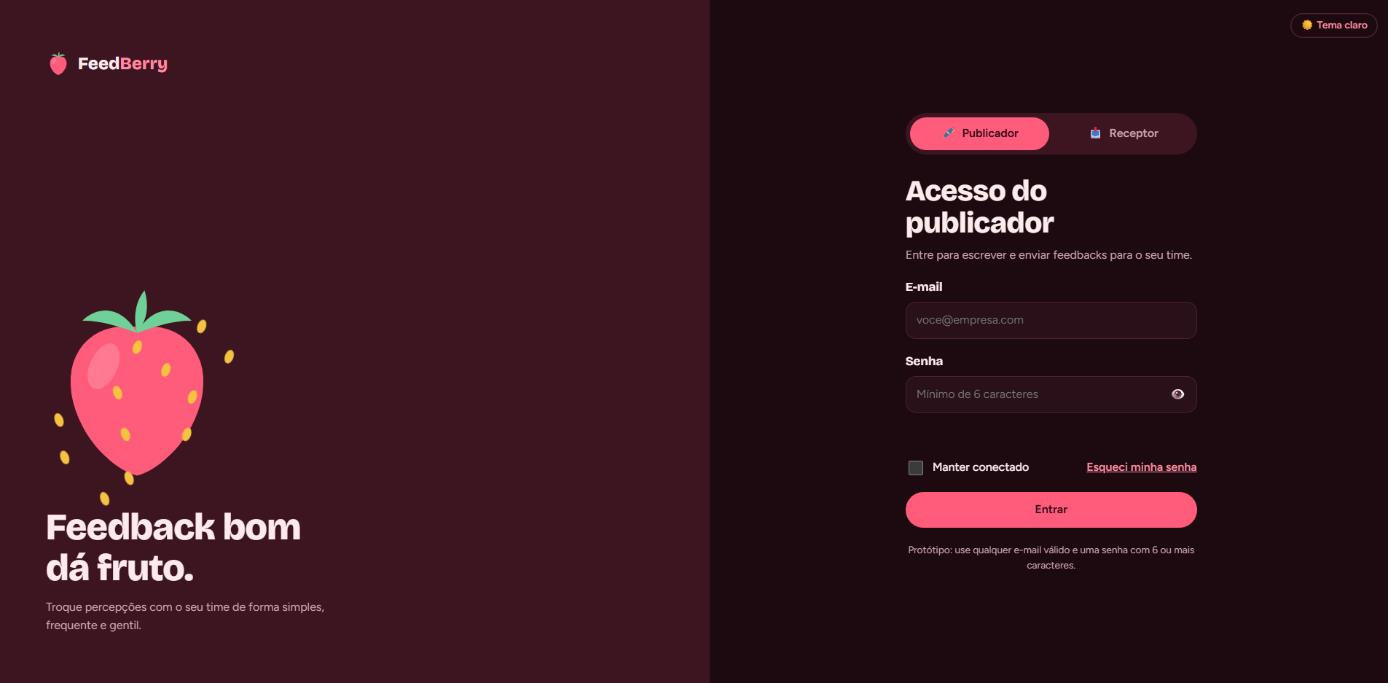 FeedBerry
Feedback bom
dá fruto.
Troque percepções com o seu time de forma simples,
frequente e gentil.
Tema claro
Publicador
Receptor
Acesso do
publicador
Entre para escrever e enviar feedbacks para o seu time.
E-mail
voce@empresa.com
Senha
Mínimo de 6 caracteres
Manter conectado
Esqueci minha senha
Entrar
Protótipo: use qualquer e-mail válido e uma senha com 6 ou mais
caracteres.